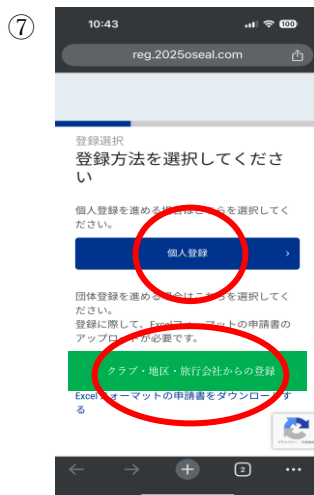 ⑦
10:43
100
reg.2025oseal.com
登録選択
登録方法を選択してくださ
い
個人登録を進める場合はこちらを選択してく
ださい。
個人登録
団体登録を進める場合はこちらを選択してく
ださい。
登録に際して、Excelフォーマットの申請書の
アップロードが必要です。
クラブ・地区・旅行会社からの登録
Excelフォーマットの申請書をダウンロードす
る
2